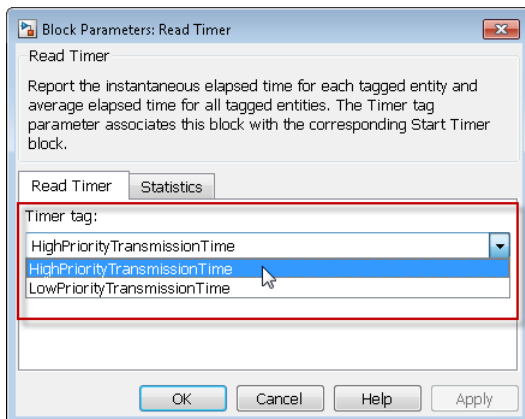 Block Parameters: Read Timer
Read Timer
Report the instantaneous elapsed time for each tagged entity and
average elapsed time for all tagged entities. The Timer tag
parameter associates this block with the corresponding Start Timer
block.
Read Timer Statistics
Timer tag:
HighPriorityTransmissionTime
HighPriorityTransmissionTime
LowPriorityTransmissionTime
OK Cancel Help Apply